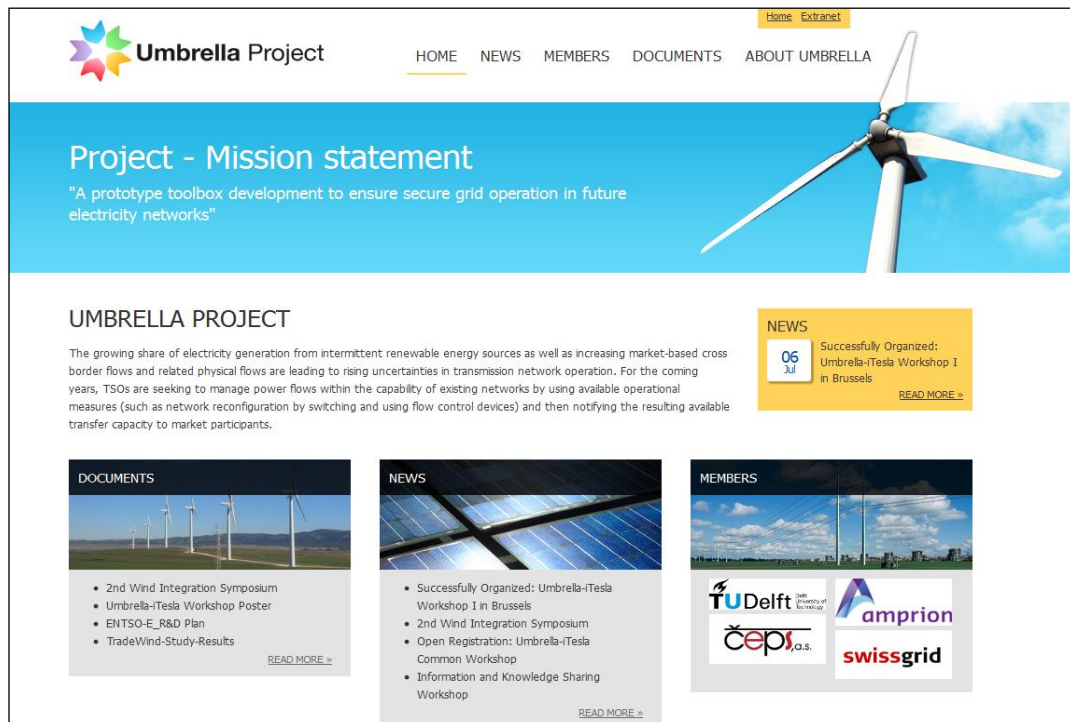 Home Extranet
Umbrella Project
HOME NEWS MEMBERS DOCUMENTS ABOUT UMBRELLA
Project - Mission statement
"A prototype toolbox development to ensure secure grid operation in future
electricity networks"
UMBRELLA PROJECT
The growing share of electricity generation from intermittent renewable energy sources as well as increasing market-based cross
border flows and related physical flows are leading to rising uncertainties in transmission network operation. For the coming
years, TSOs are seeking to manage power flows within the capability of existing networks by using available operational
measures (such as network reconfiguration by switching and using flow control devices) and then notifying the resulting available
transfer capacity to market participants.
NEWS
06
Jul
Successfully Organized:
Umbrella-iTesla Workshop I
in Brussels
READ MORE »
DOCUMENTS
• 2nd Wind Integration Symposium
• Umbrella-iTesla Workshop Poster
• ENTSO-E_R&D Plan
• TradeWind-Study-Results
READ MORE »
NEWS
• Successfully Organized: Umbrella-iTesla
Workshop I in Brussels
• 2nd Wind Integration Symposium
• Open Registration: Umbrella-iTesla
Common Workshop
• Information and Knowledge Sharing
Workshop
READ MORE »
MEMBERS
TU Delft
Delft
University of
Technology
amprion
čeps,a.s.
swissgrid